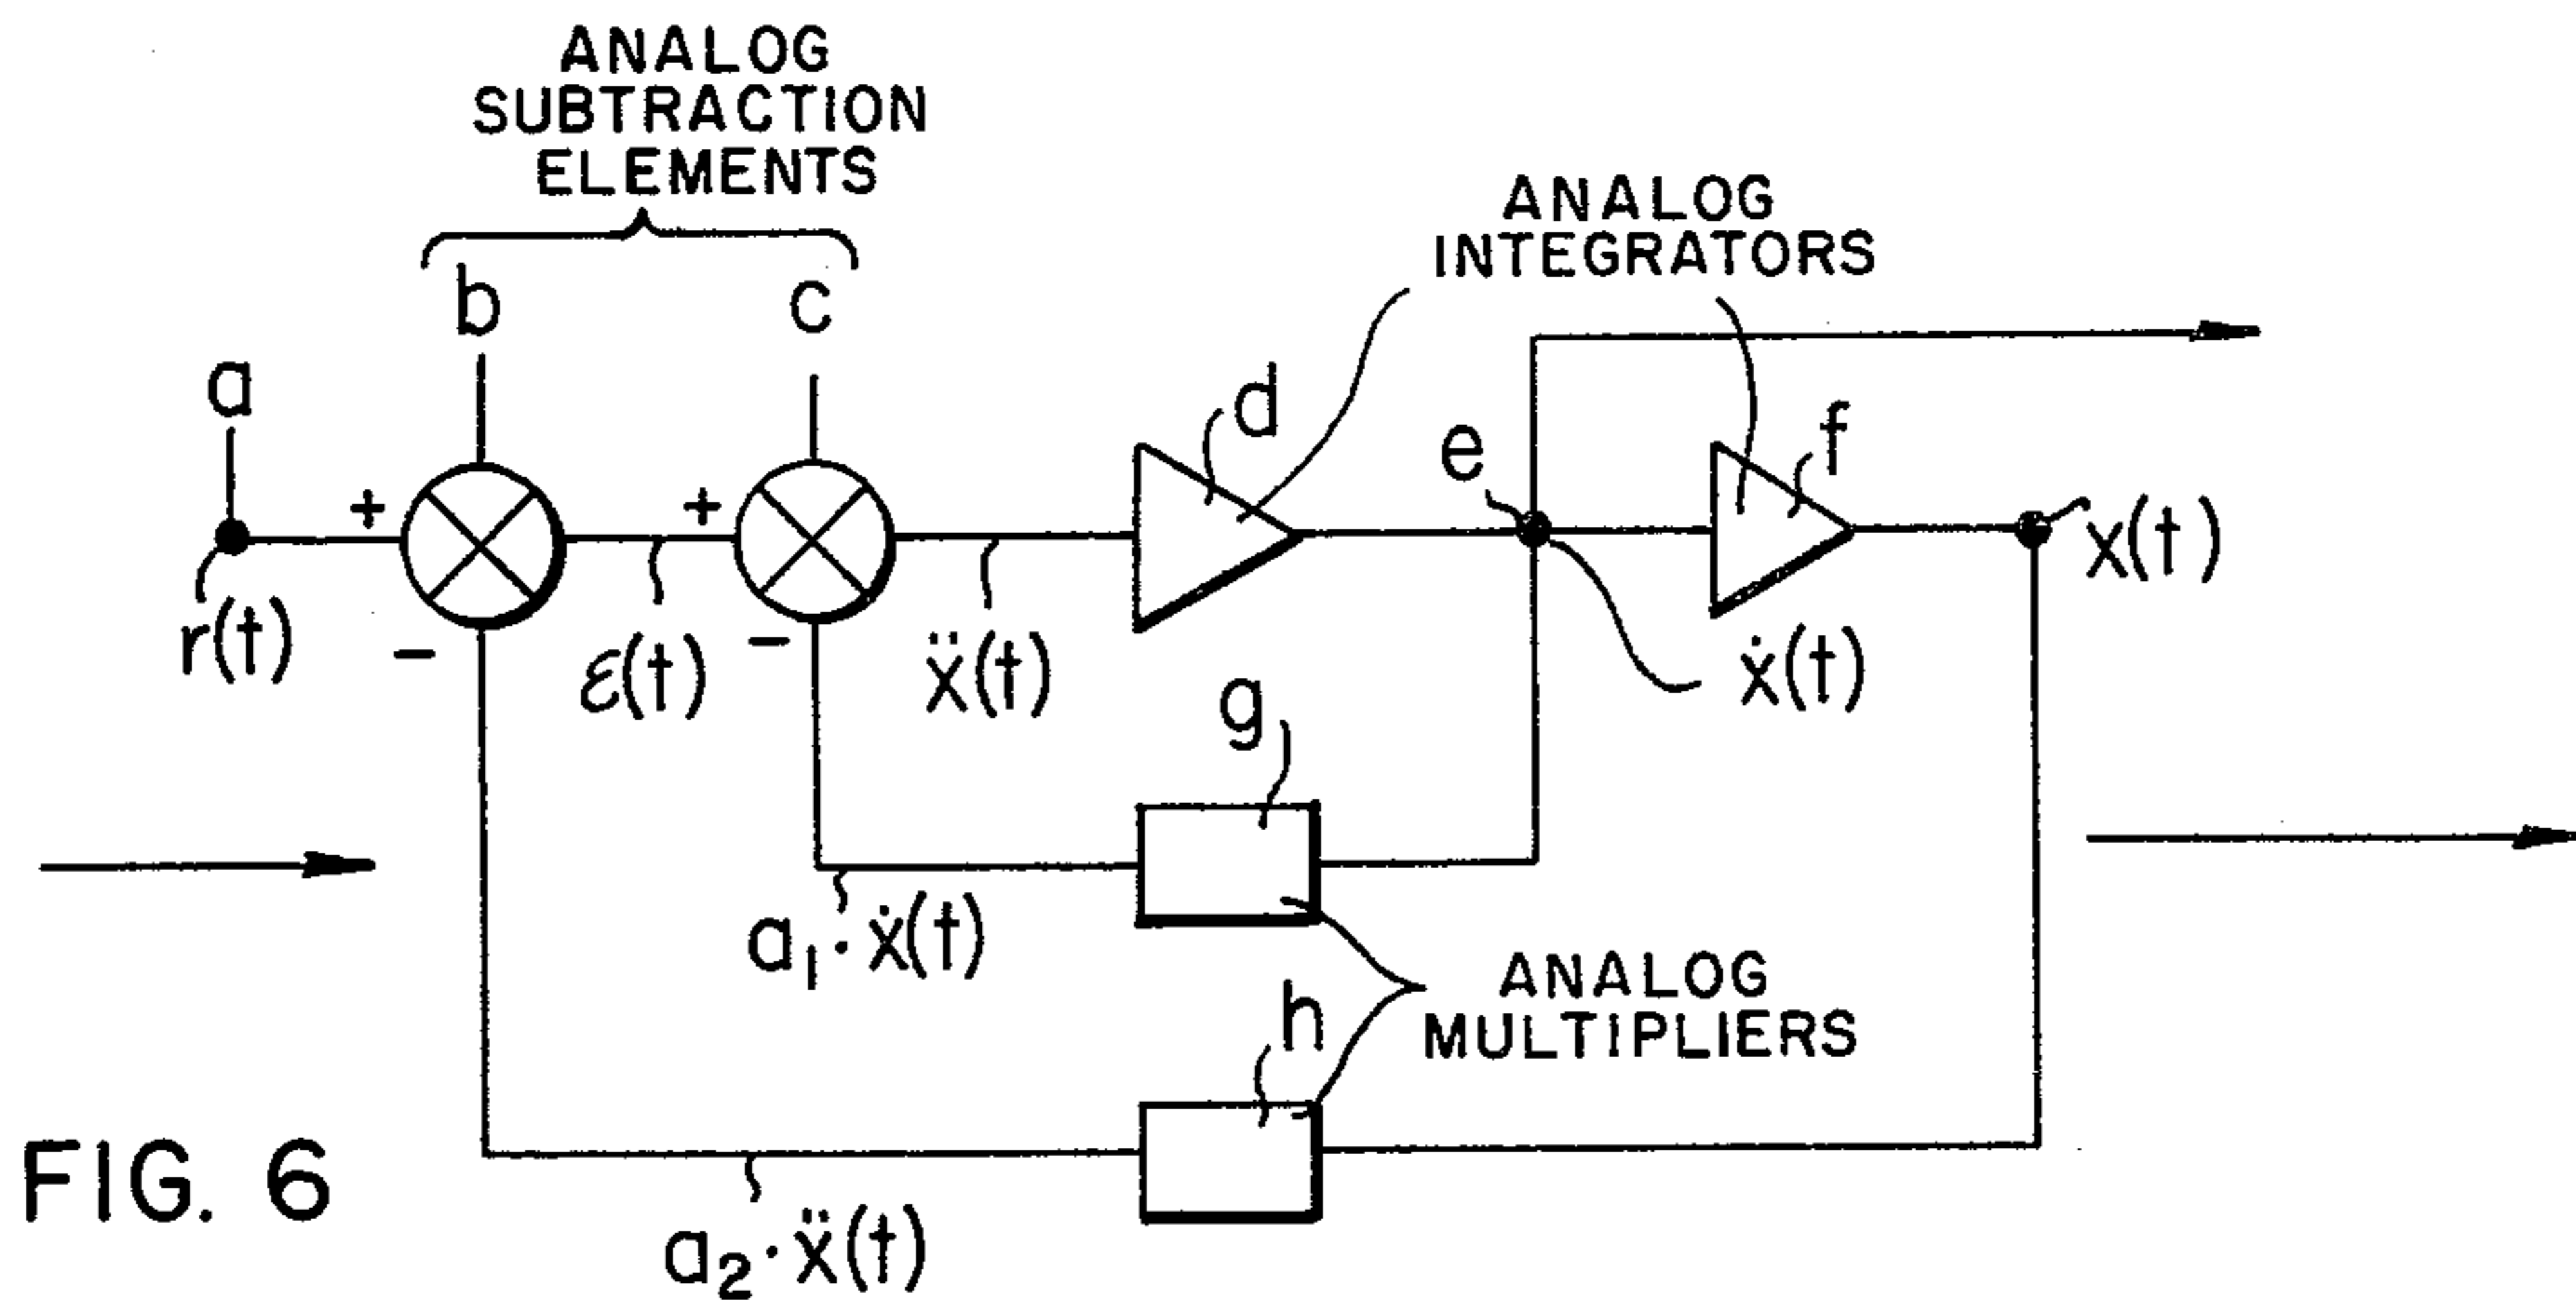 ANALOG
SUBTRACTION
ELEMENTS
ANALOG
INTEGRATORS
b
c
a
d
e
f
+
+
r(t)
-
ε(t)
-
ẍ(t)
ẋ(t)
x(t)
g
a₁·ẋ(t)
ANALOG
MULTIPLIERS
h
FIG. 6
a₂·ẍ(t)